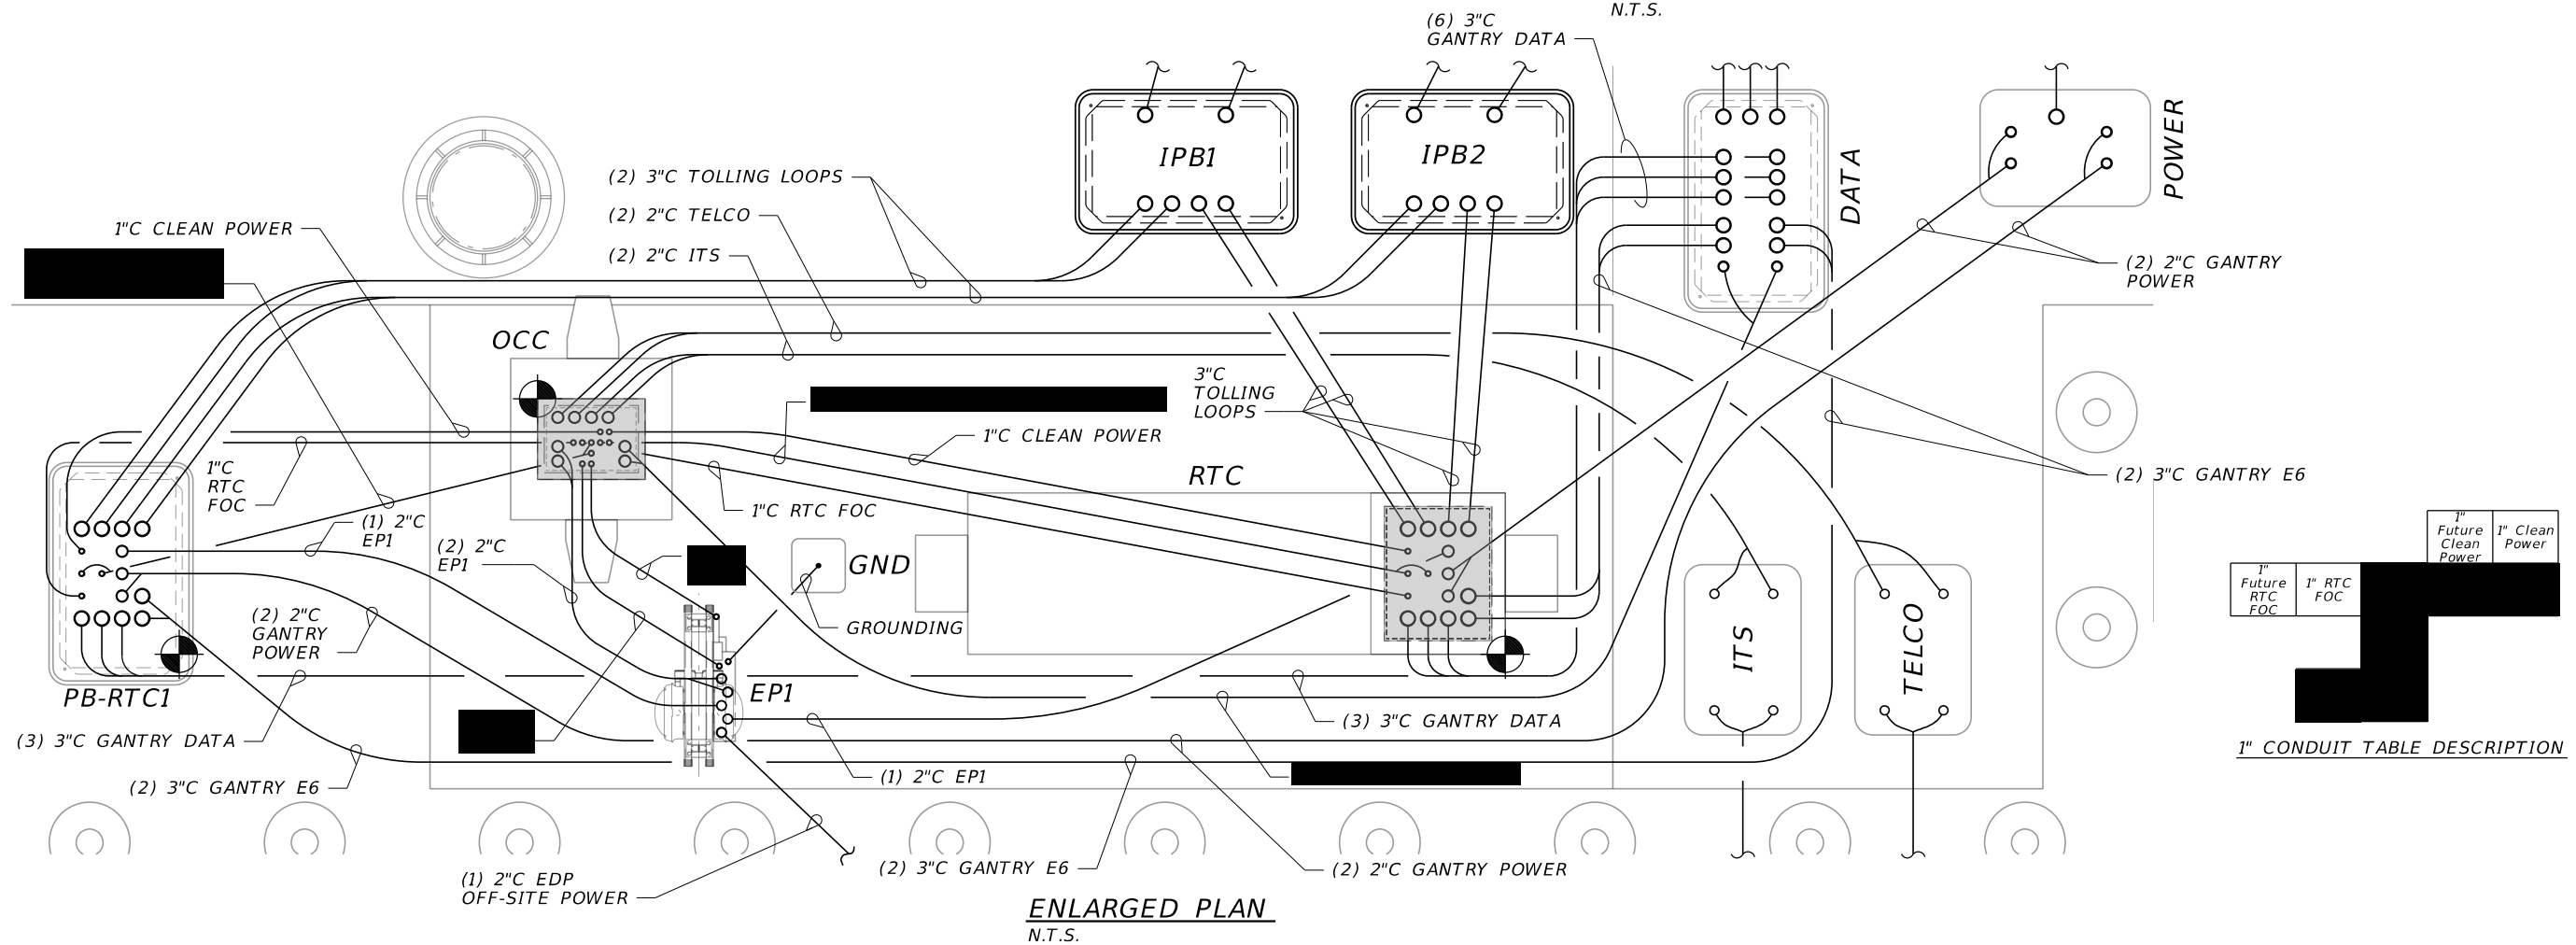 N.T.S.
(6) 3"C
GANTRY DATA
IPB1
IPB2
DATA
POWER
(2) 3"C TOLLING LOOPS
(2) 2"C TELCO
(2) 2"C ITS
1"C CLEAN POWER
(2) 2"C GANTRY
POWER
OCC
3"C
TOLLING
LOOPS
1"C CLEAN POWER
RTC
1"C
RTC
FOC
1"C RTC FOC
(2) 3"C GANTRY E6
(1) 2"C
EP1
(2) 2"C
EP1
GND
GROUNDING
(2) 2"C
GANTRY
POWER
PB-RTC1
EP1
ITS
TELCO
(3) 3"C GANTRY DATA
(3) 3"C GANTRY DATA
(2) 3"C GANTRY E6
(1) 2"C EP1
(1) 2"C EDP
OFF-SITE POWER
(2) 3"C GANTRY E6
(2) 2"C GANTRY POWER
1"
Future
Clean
Power
1" Clean
Power
1"
Future
RTC
FOC
1" RTC
FOC
1" CONDUIT TABLE DESCRIPTION
ENLARGED PLAN
N.T.S.